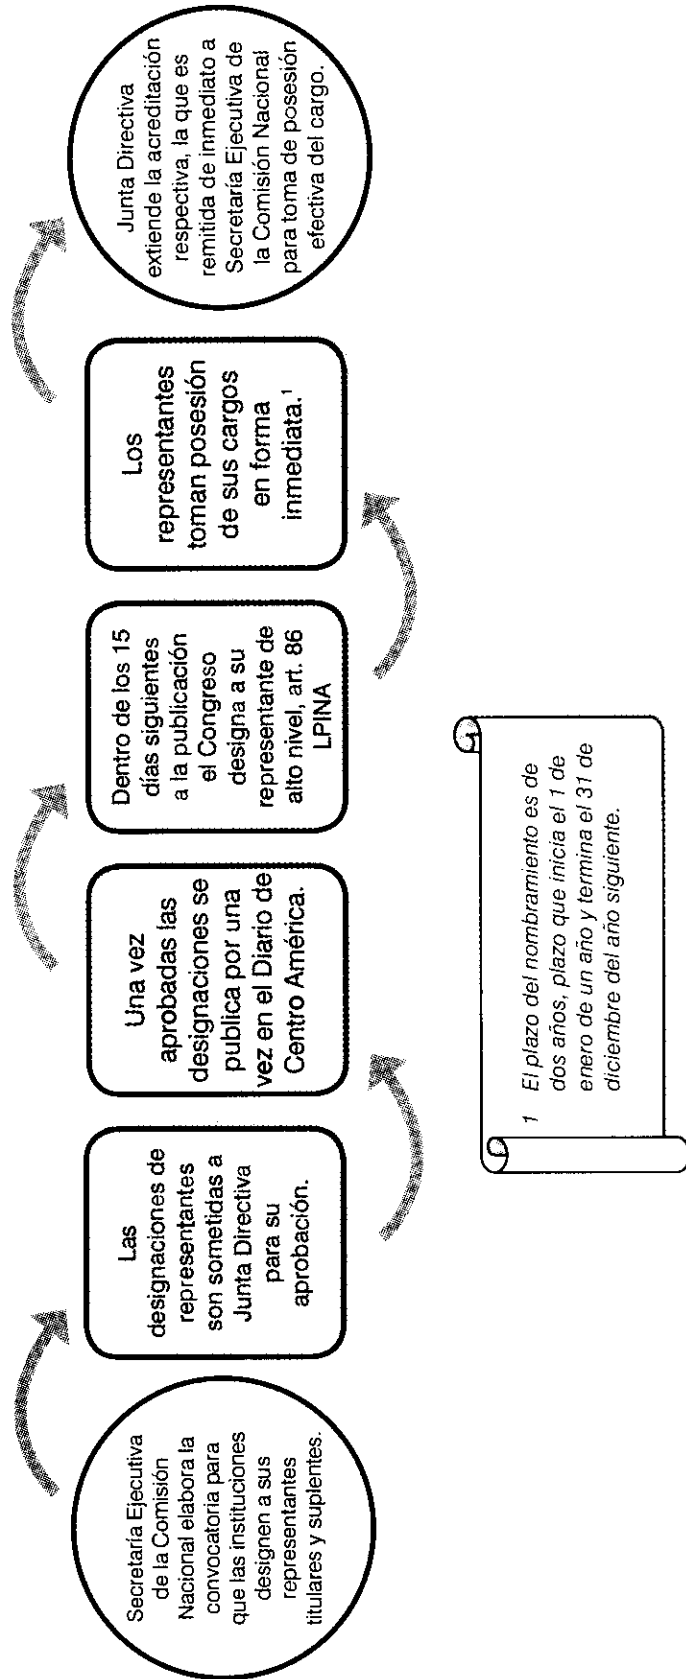 Secretaría Ejecutiva
de la Comisión
Nacional elabora la
convocatoria para
que las instituciones
designen a sus
representantes
titulares y suplentes.
Las
designaciones de
representantes
son sometidas a
Junta Directiva
para su
aprobación.
Una vez
aprobadas las
designaciones se
publica por una
vez en el Diario de
Centro América.
Dentro de los 15
días siguientes
a la publicación
el Congreso
designa a su
representante de
alto nivel, art. 86
LPINA
Los
representantes
toman posesión
de sus cargos
en forma
inmediata.¹
Junta Directiva
extiende la acreditación
respectiva, la que es
remitida de inmediato a
Secretaría Ejecutiva de
la Comisión Nacional
para toma de posesión
efectiva del cargo.
1 El plazo del nombramiento es de
dos años, plazo que inicia el 1 de
enero de un año y termina el 31 de
diciembre del año siguiente.